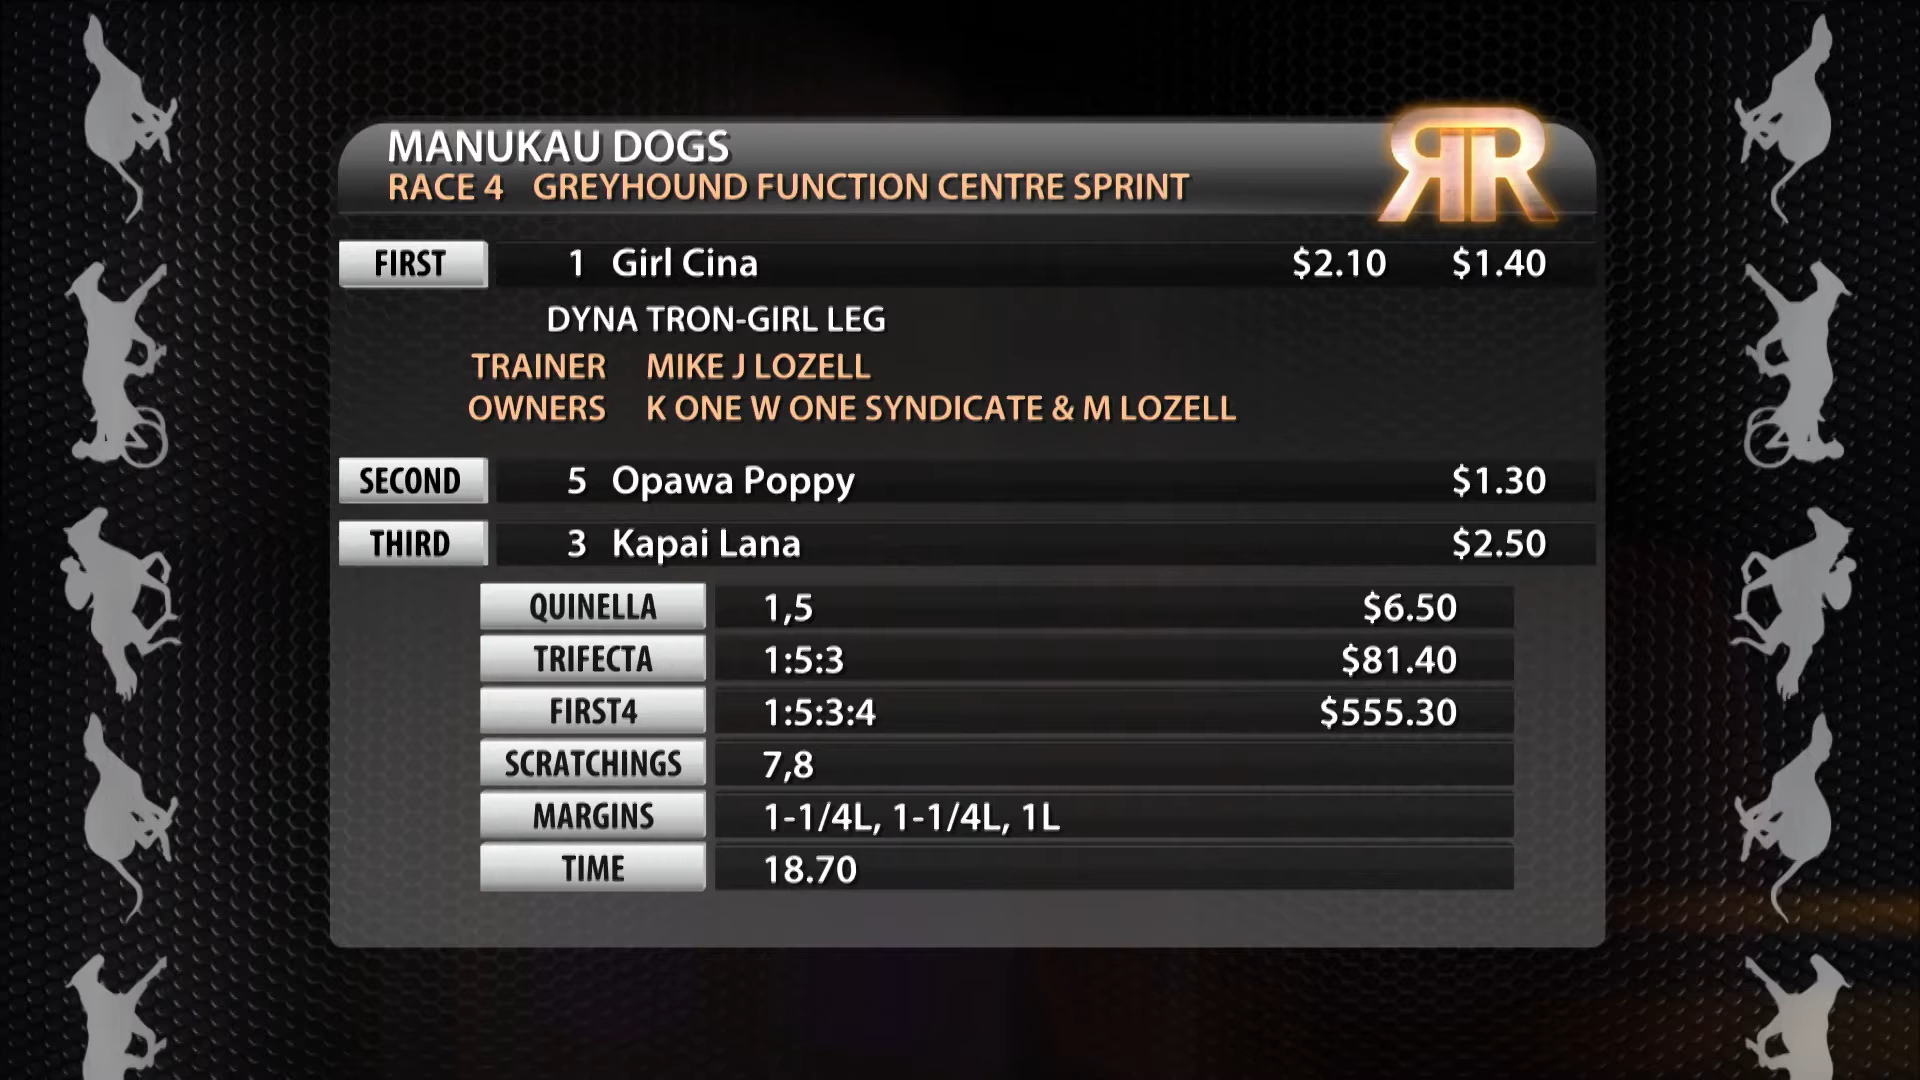 MANUKAU DOGS
RACE 4 GREYHOUND FUNCTION CENTRE SPRINT
RR
FIRST 1 Girl Cina $2.10 $1.40
DYNA TRON-GIRL LEG
TRAINER MIKE J LOZELL
OWNERS K ONE W ONE SYNDICATE & M LOZELL
SECOND 5 Opawa Poppy $1.30
THIRD 3 Kapai Lana $2.50
QUINELLA 1,5 $6.50
TRIFECTA 1:5:3 $81.40
FIRST4 1:5:3:4 $555.30
SCRATCHINGS 7,8
MARGINS 1-1/4L, 1-1/4L, 1L
TIME 18.70